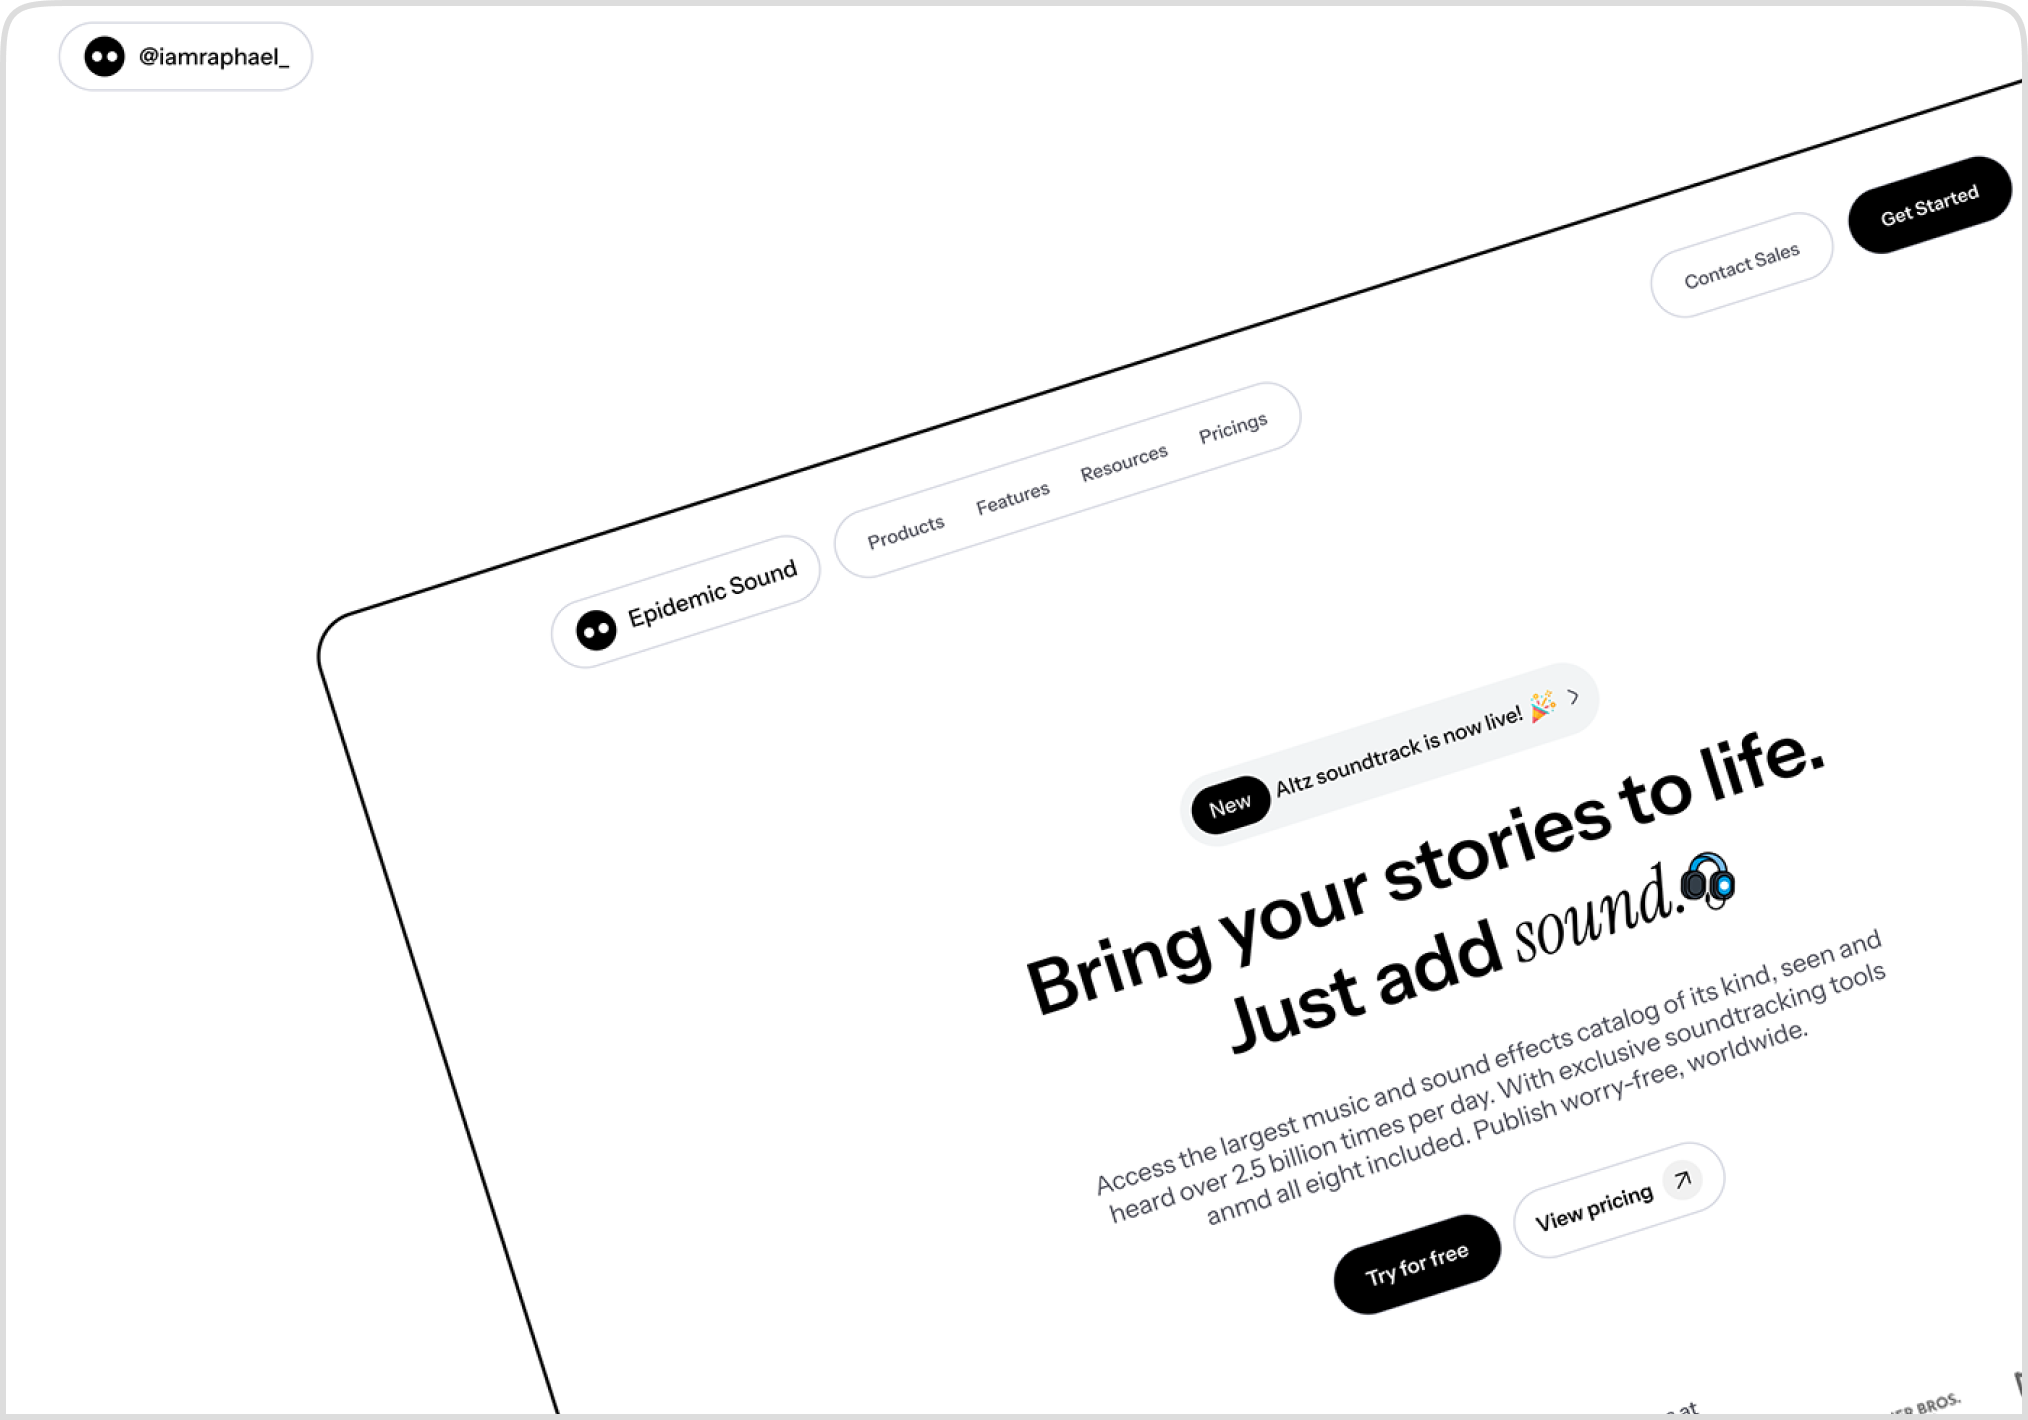 @iamraphael_
Epidemic Sound
Products Features Resources Pricings
Contact Sales
Get Started
New Altz soundtrack is now live!
Bring your stories to life.
Just add sound.
Access the largest music and sound effects catalog of its kind, seen and
heard over 2.5 billion times per day. With exclusive soundtracking tools
anmd all eight included. Publish worry-free, worldwide.
Try for free
View pricing
at
BROS.